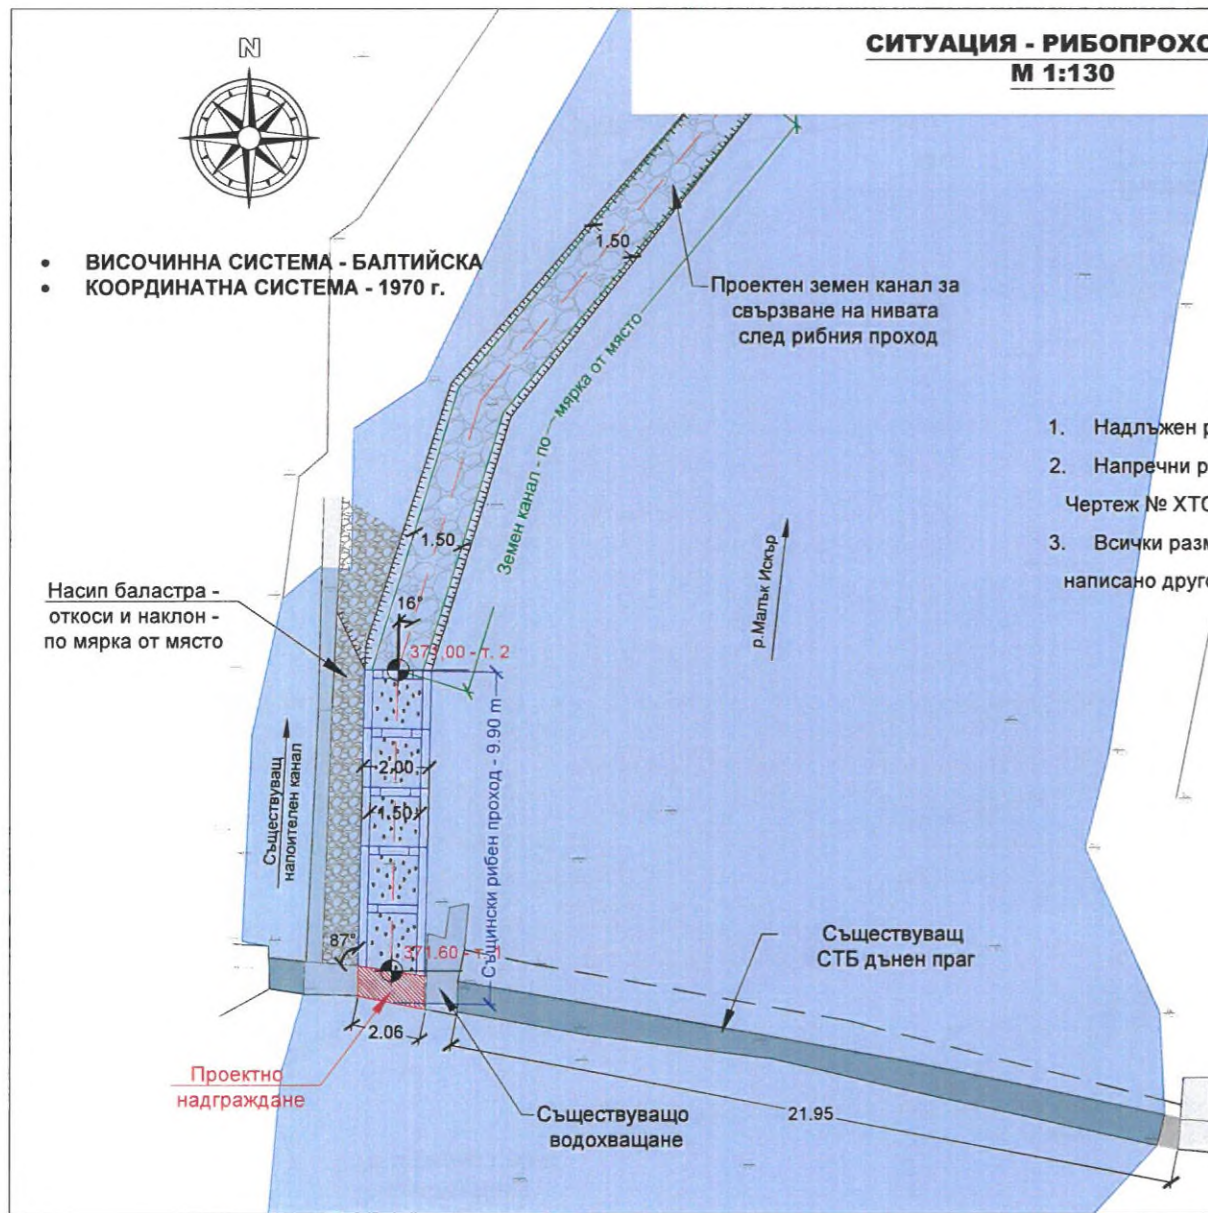 СИТУАЦИЯ - РИБОПРОХО
М 1:130
N
• ВИСОЧИННА СИСТЕМА - БАЛТИЙСКА
• КООРДИНАТНА СИСТЕМА - 1970 г.
1.50
Проектен земен канал за
свързване на нивата
след рибния проход
Земен канал - по мярка от място
1. Надлъжен р
2. Напречни р
Чертеж № ХТС
3. Всички разм
написано друго
1.50
р.Малък Искър
Насип баластра -
откоси и наклон -
по мярка от място
16°
371.00 - т. 2
Съществуващ
напоителен канал
2.00
1.50
Същински рибен проход - 9.90 m
87°
371.60 - т. 1
Съществуващ
СТБ дънен праг
2.06
Проектно
надграждане
Съществуващо
водохващане
21.95